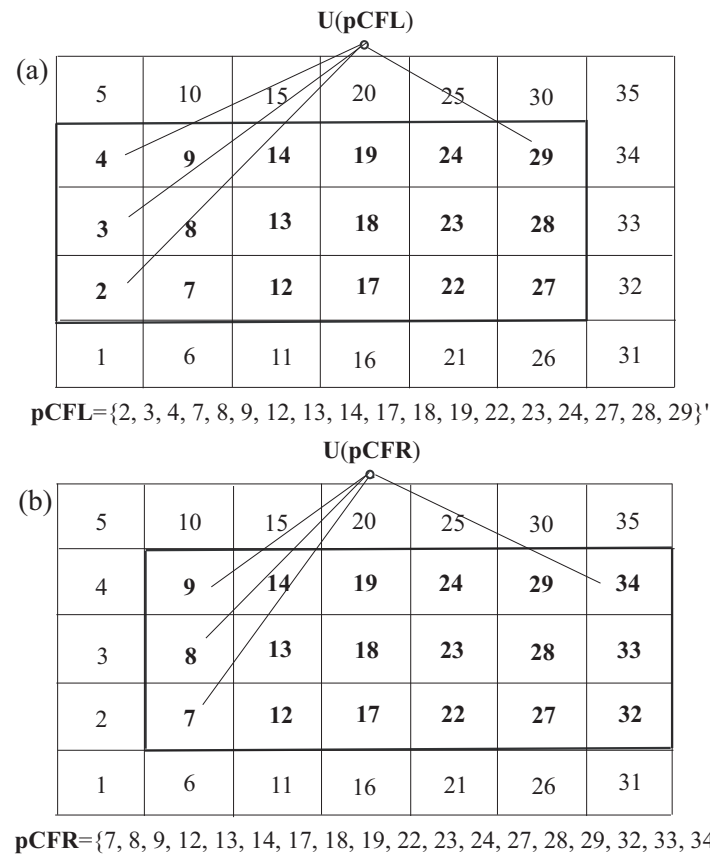 U(pCFL)
(a)
5 10 15 20 25 30 35
4 9 14 19 24 29 34
3 8 13 18 23 28 33
2 7 12 17 22 27 32
1 6 11 16 21 26 31
pCFL={2, 3, 4, 7, 8, 9, 12, 13, 14, 17, 18, 19, 22, 23, 24, 27, 28, 29}'
U(pCFR)
(b)
5 10 15 20 25 30 35
4 9 14 19 24 29 34
3 8 13 18 23 28 33
2 7 12 17 22 27 32
1 6 11 16 21 26 31
pCFR={7, 8, 9, 12, 13, 14, 17, 18, 19, 22, 23, 24, 27, 28, 29, 32, 33, 34